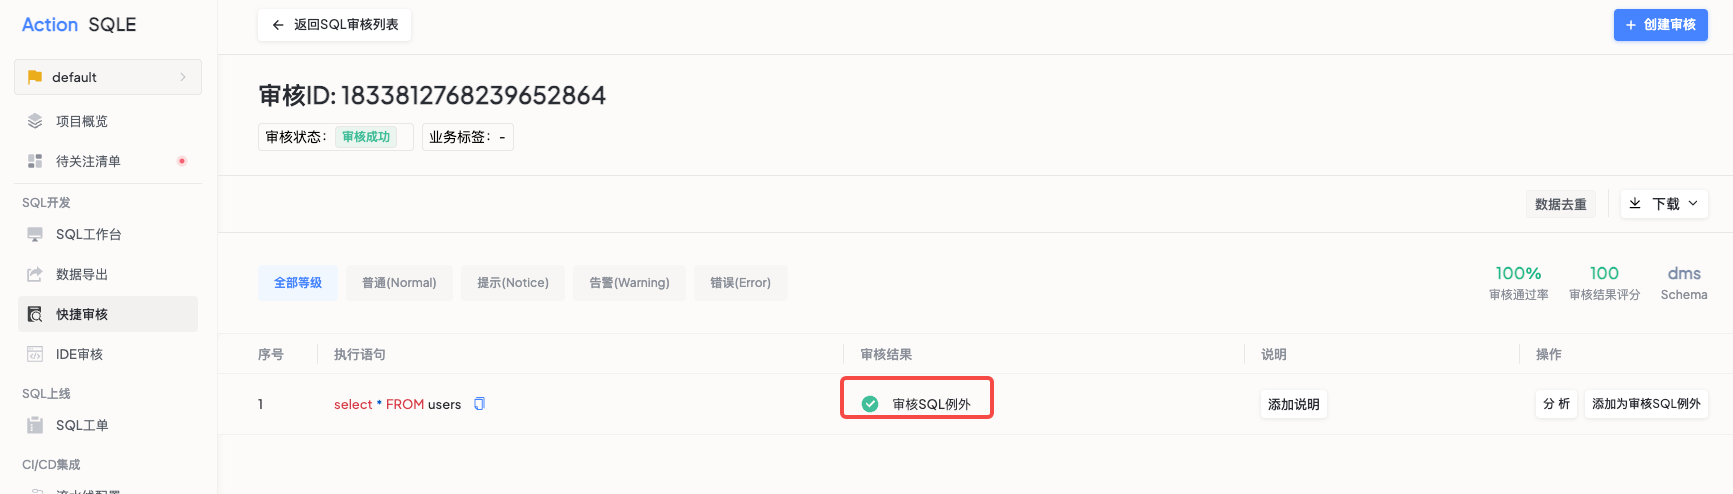 Action SQLE
default
项目概览
待关注清单
SQL开发
SQL工作台
数据导出
快捷审核
IDE审核
SQL上线
SQL工单
CI/CD集成
返回SQL审核列表
创建审核
审核ID: 1833812768239652864
审核状态： 审核成功 业务标签： -
数据去重 下载
全部等级 普通(Normal) 提示(Notice) 告警(Warning) 错误(Error)
100% 100 dms
审核通过率 审核结果评分 Schema
序号 执行语句 审核结果 说明 操作
1 select * FROM users 审核SQL例外 添加说明 分 析 添加为审核SQL例外